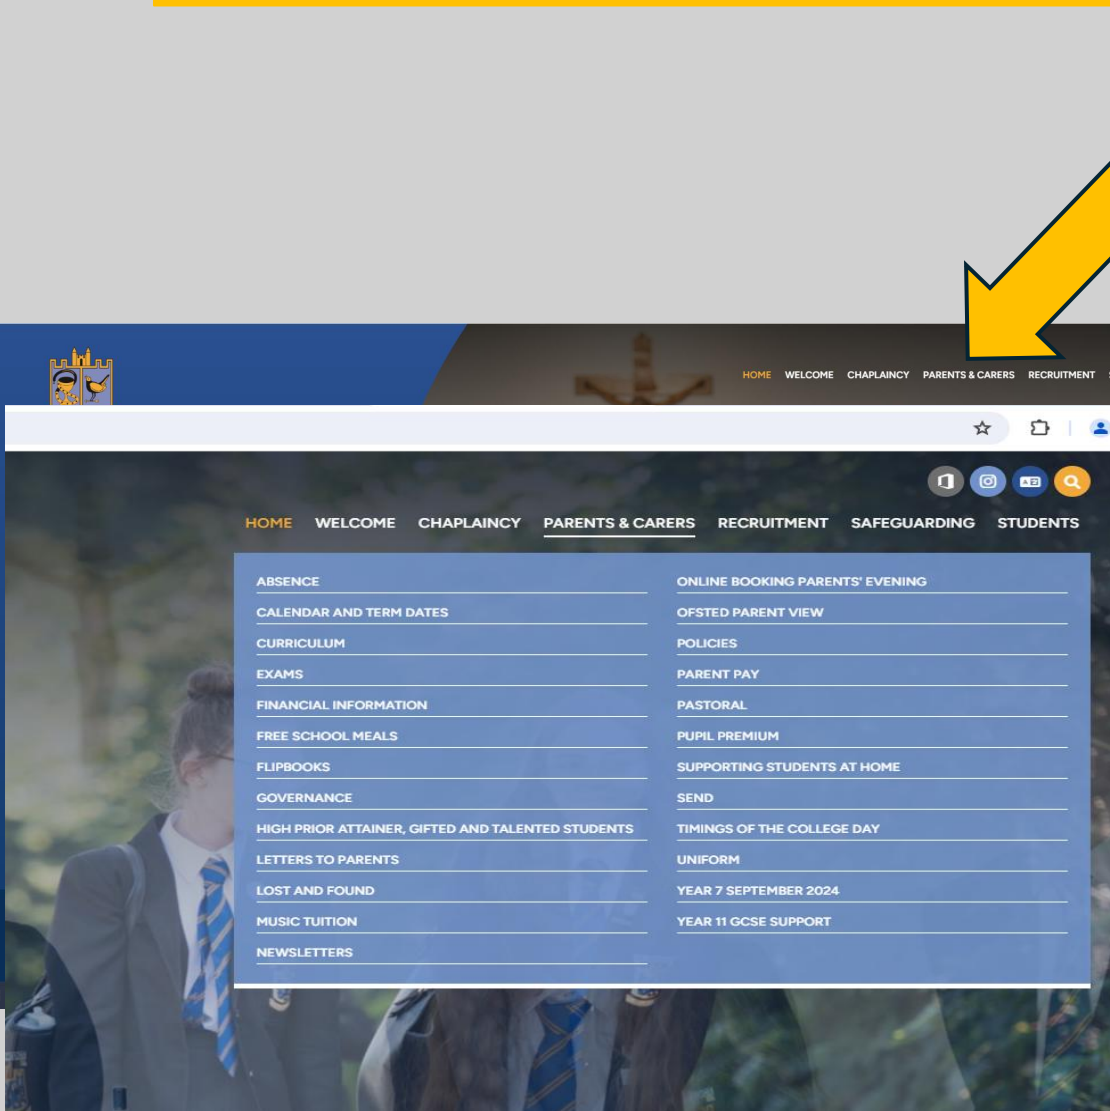 HOME WELCOME CHAPLAINCY PARENTS & CARERS RECRUITMENT
HOME WELCOME CHAPLAINCY PARENTS & CARERS RECRUITMENT SAFEGUARDING STUDENTS
ABSENCE
CALENDAR AND TERM DATES
CURRICULUM
EXAMS
FINANCIAL INFORMATION
FREE SCHOOL MEALS
FLIPBOOKS
GOVERNANCE
HIGH PRIOR ATTAINER, GIFTED AND TALENTED STUDENTS
LETTERS TO PARENTS
LOST AND FOUND
MUSIC TUITION
NEWSLETTERS
ONLINE BOOKING PARENTS' EVENING
OFSTED PARENT VIEW
POLICIES
PARENT PAY
PASTORAL
PUPIL PREMIUM
SUPPORTING STUDENTS AT HOME
SEND
TIMINGS OF THE COLLEGE DAY
UNIFORM
YEAR 7 SEPTEMBER 2024
YEAR 11 GCSE SUPPORT